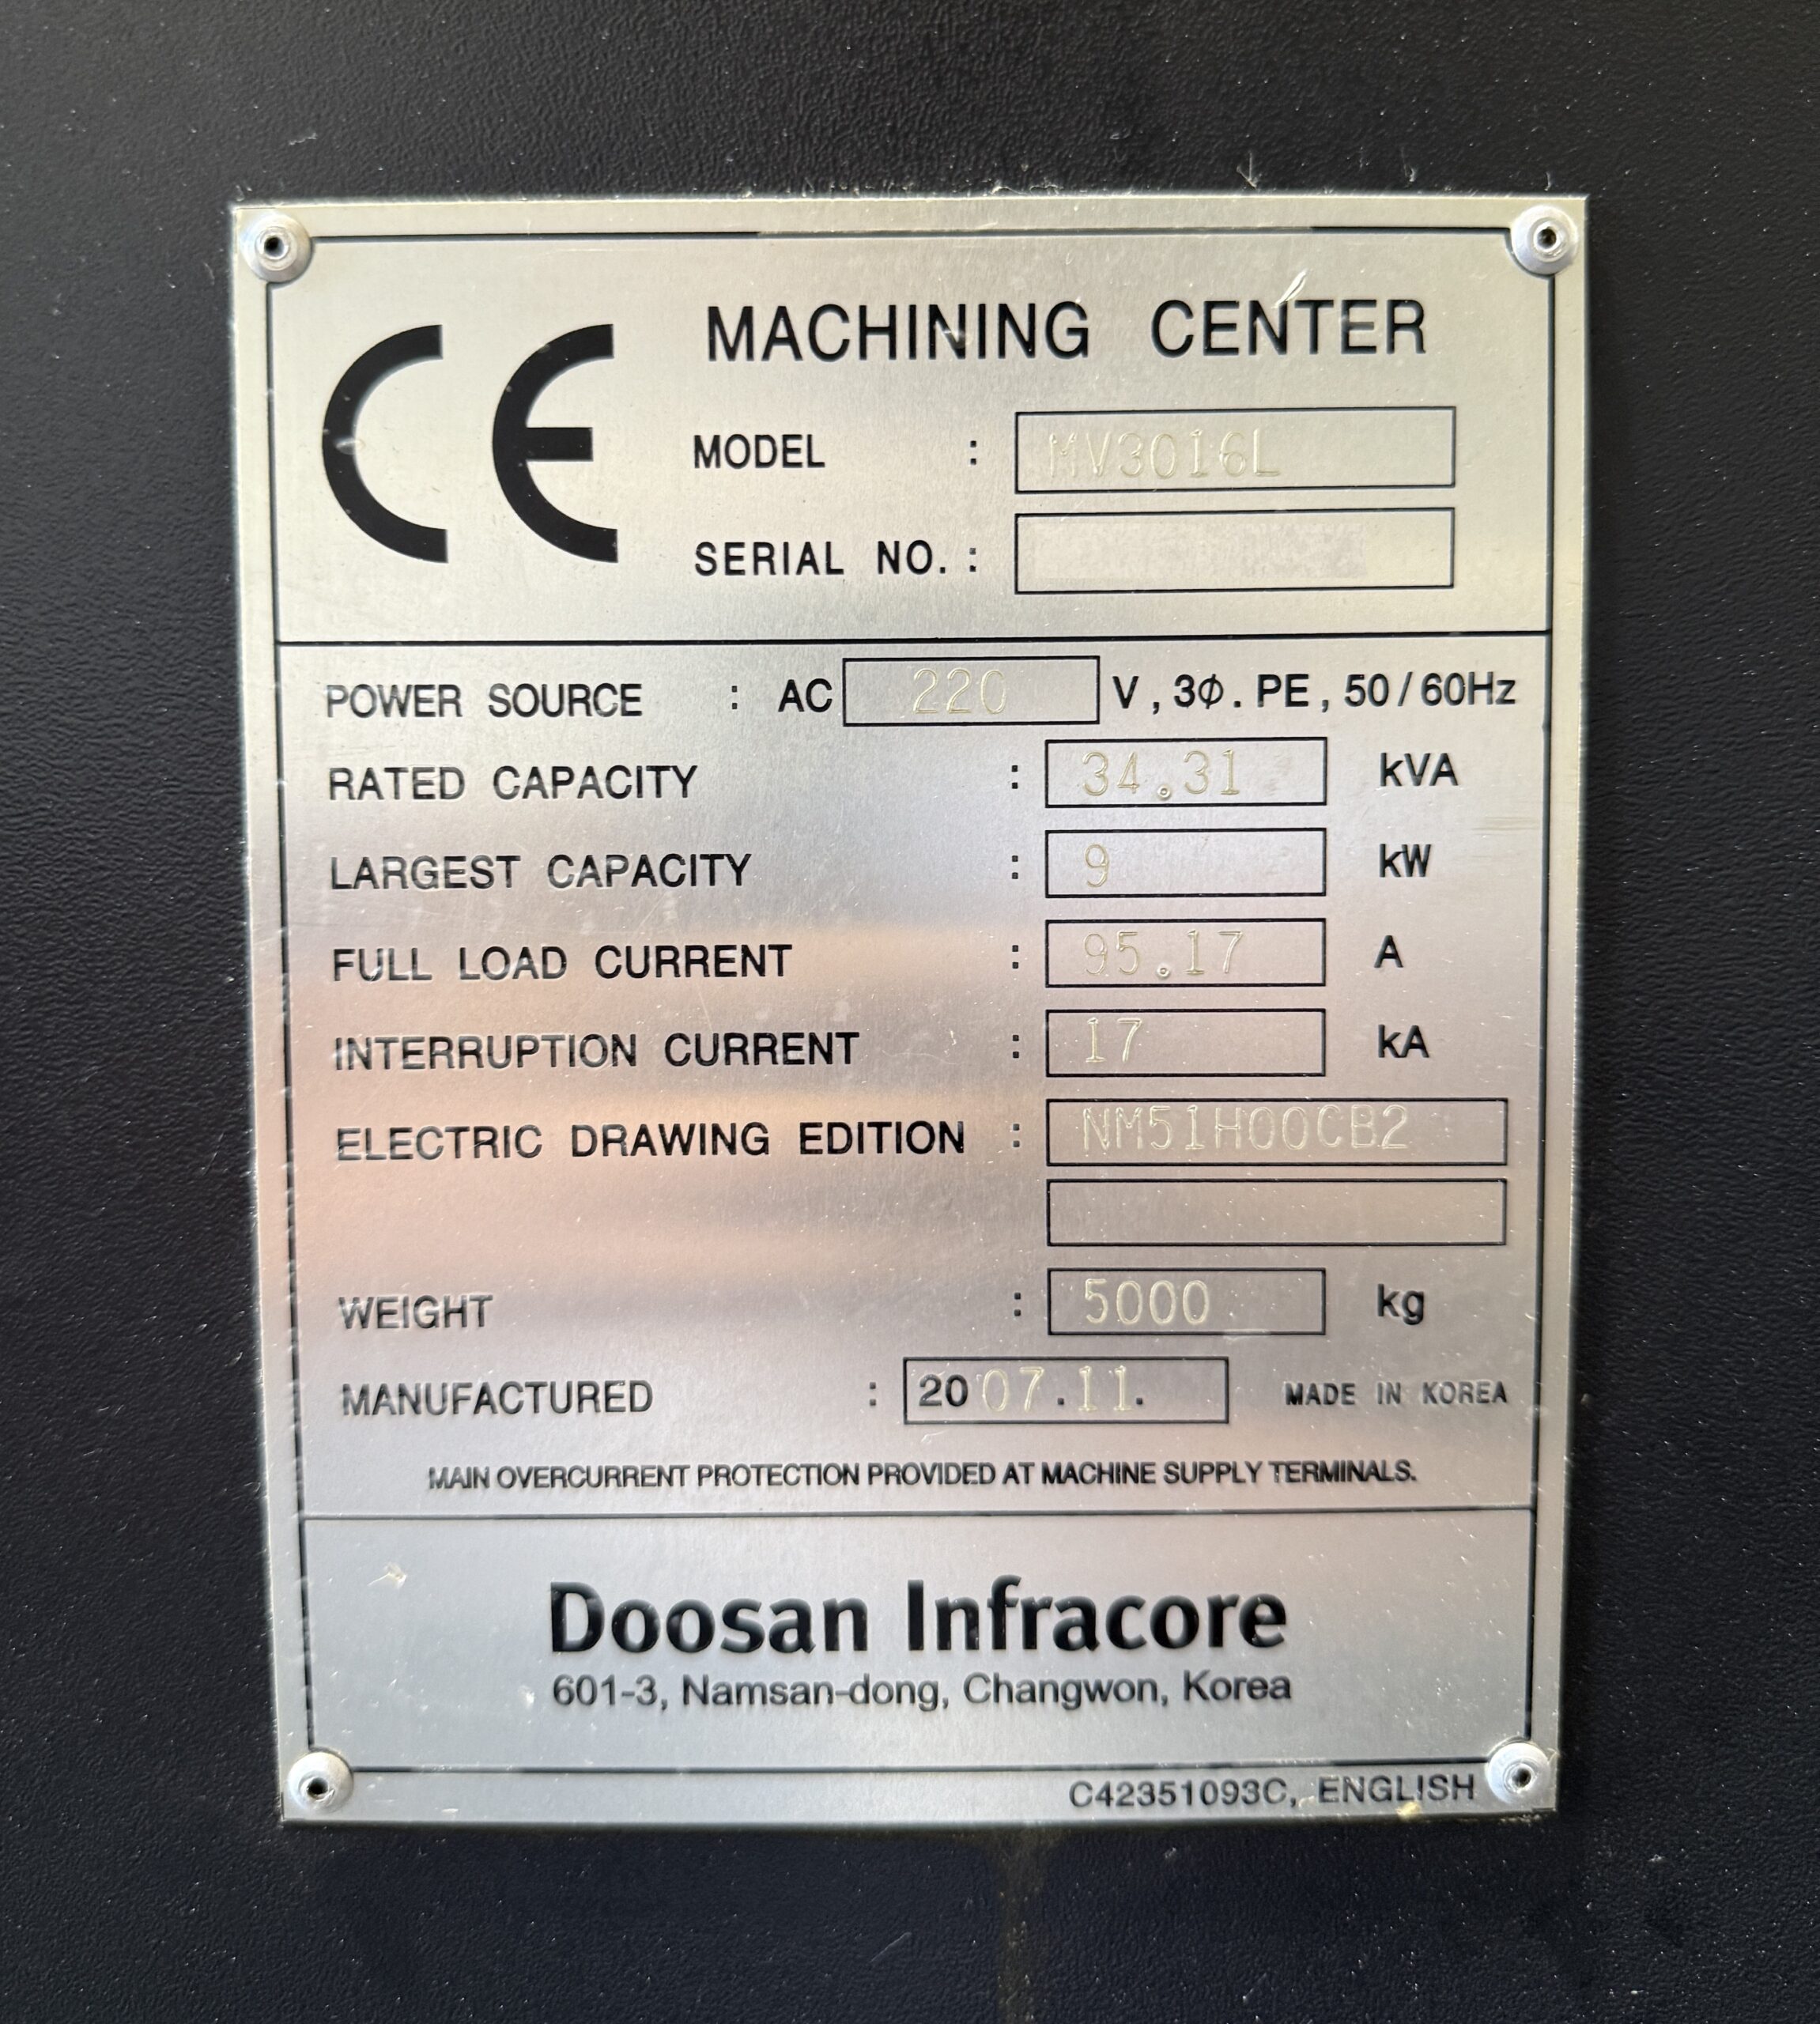 CE
MACHINING CENTER
MODEL : MV3016L
SERIAL NO. :
POWER SOURCE : AC 220 V, 3Φ. PE, 50/60Hz
RATED CAPACITY : 34.31 kVA
LARGEST CAPACITY : 9 kW
FULL LOAD CURRENT : 95.17 A
INTERRUPTION CURRENT : 17 kA
ELECTRIC DRAWING EDITION : NM51H00CB2
WEIGHT : 5000 kg
MANUFACTURED : 2007.11. MADE IN KOREA
MAIN OVERCURRENT PROTECTION PROVIDED AT MACHINE SUPPLY TERMINALS.
Doosan Infracore
601-3, Namsan-dong, Changwon, Korea
C42351093C, ENGLISH